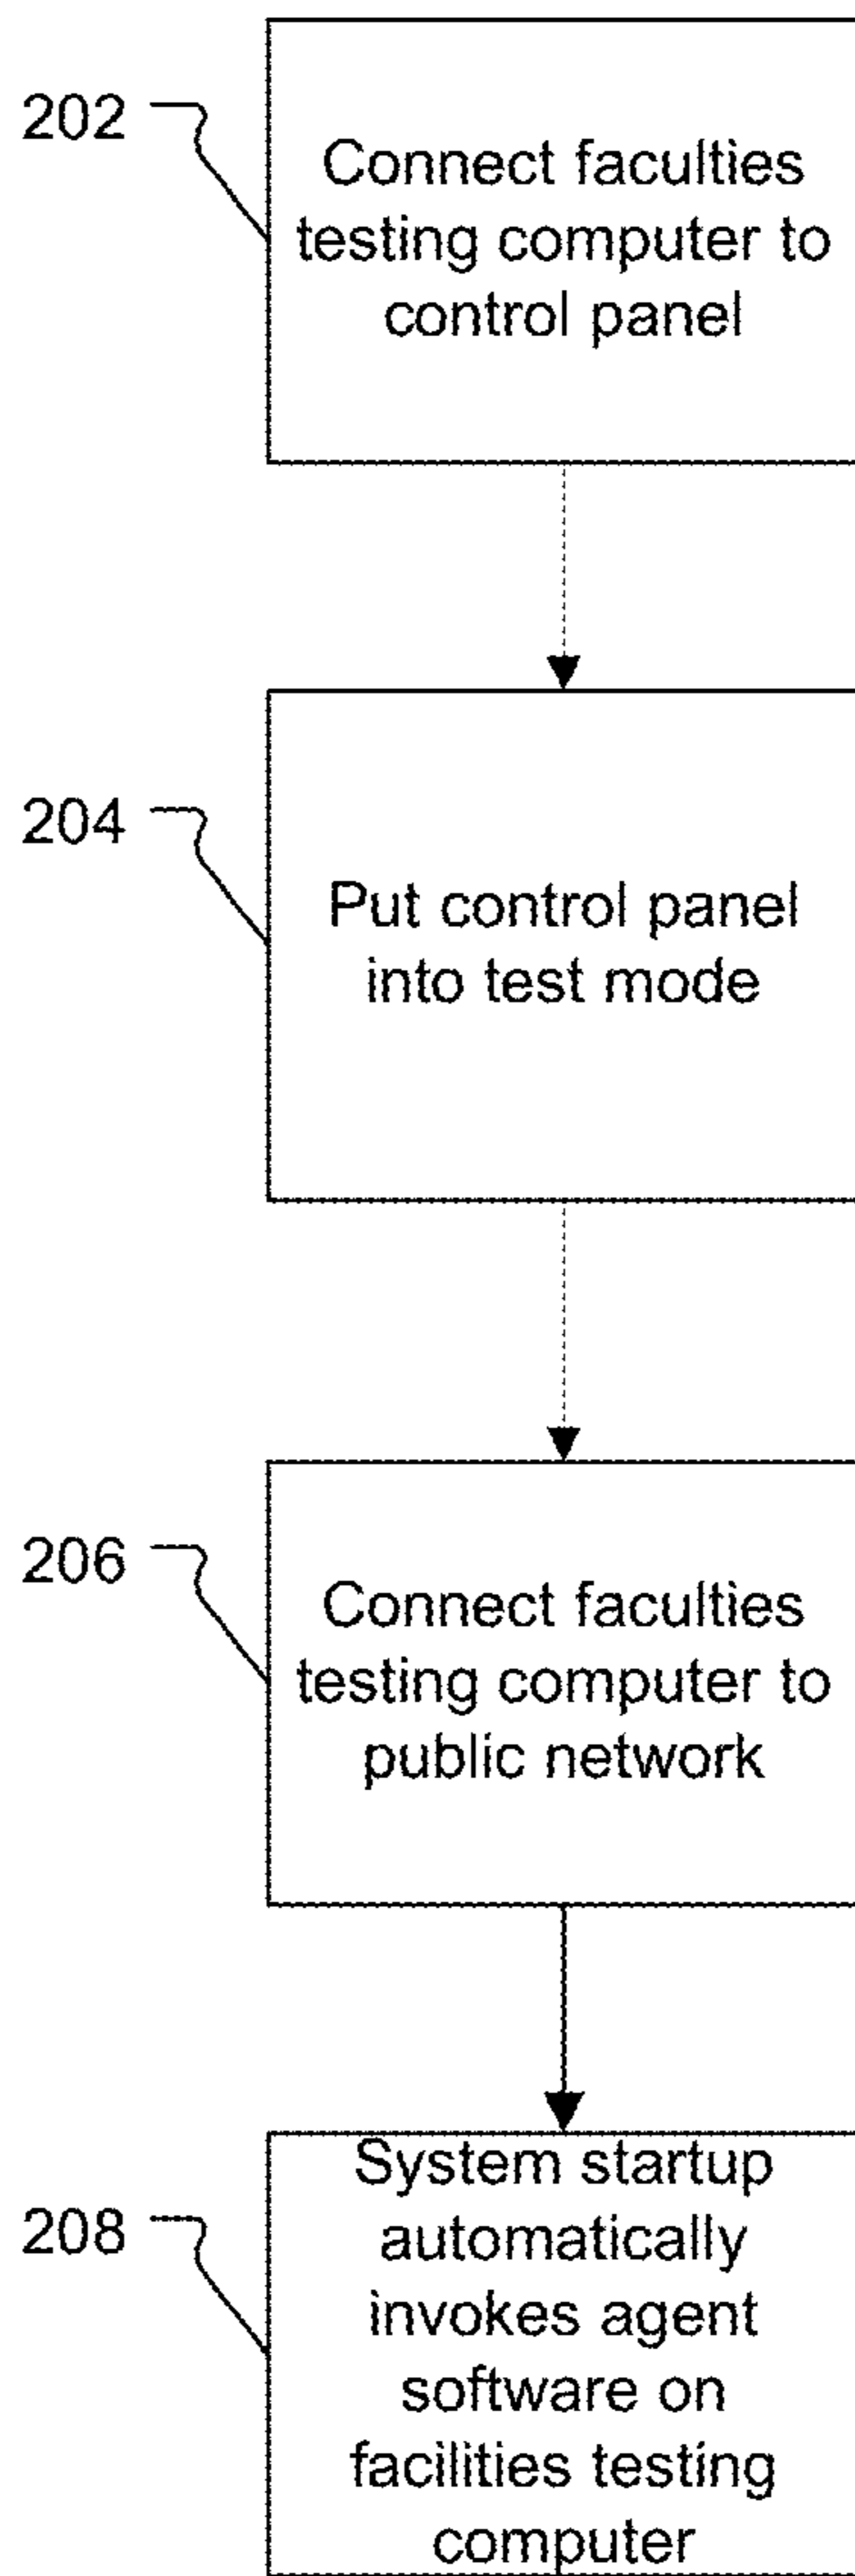 202
Connect faculties
testing computer to
control panel
204
Put control panel
into test mode
206
Connect faculties
testing computer to
public network
208
System startup
automatically
invokes agent
software on
facilities testing
computer